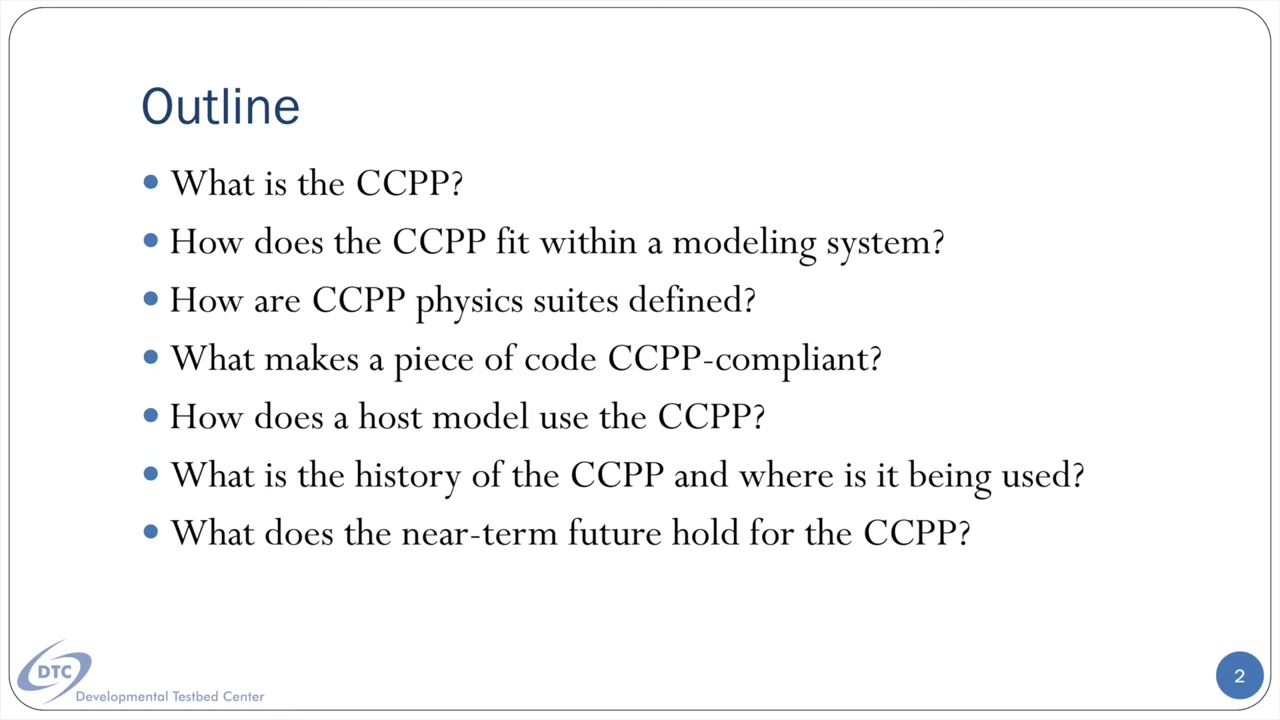 Outline
• What is the CCPP?
• How does the CCPP fit within a modeling system?
• How are CCPP physics suites defined?
• What makes a piece of code CCPP-compliant?
• How does a host model use the CCPP?
• What is the history of the CCPP and where is it being used?
• What does the near-term future hold for the CCPP?
DTC
Developmental Testbed Center
2